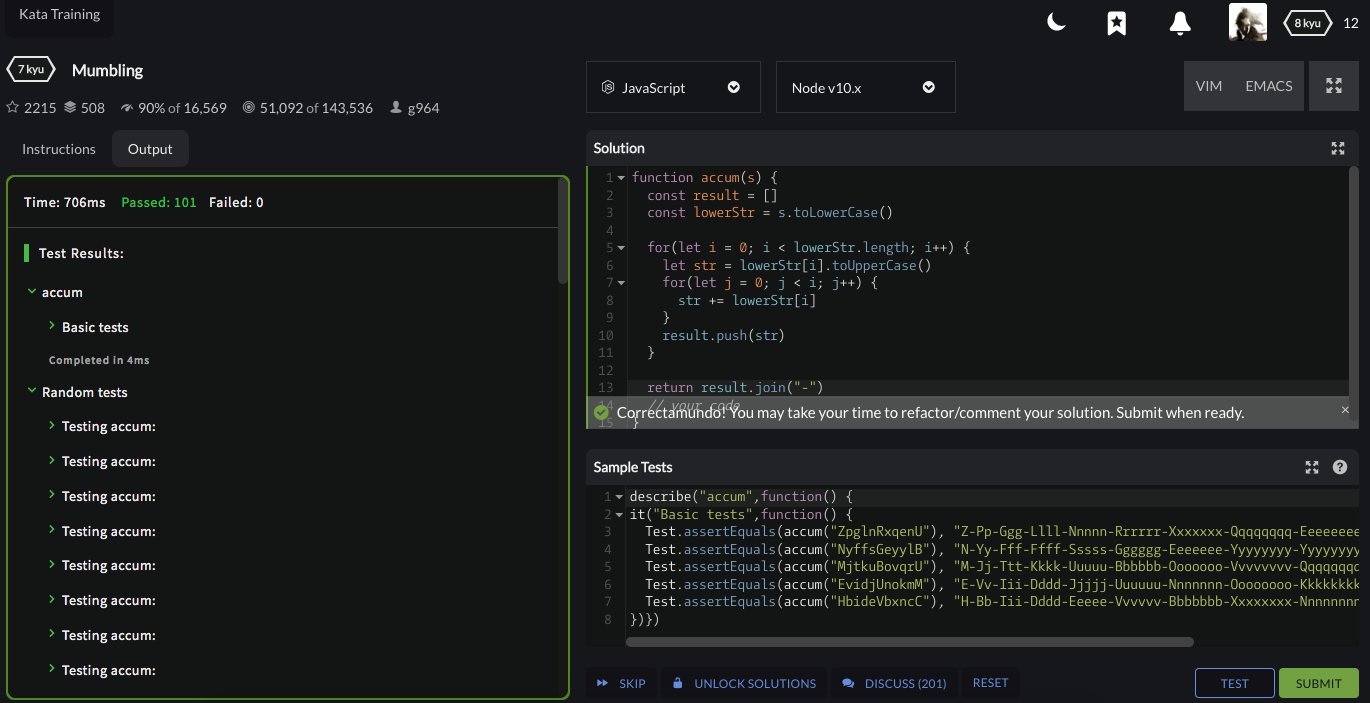 Kata Training
8 kyu 12
7 kyu Mumbling
2215 508 90% of 16,569 51,092 of 143,536 g964
JavaScript
Node v10.x
VIM EMACS
Instructions Output
Time: 706ms Passed: 101 Failed: 0
Test Results:
accum
Basic tests
Completed in 4ms
Random tests
Testing accum:
Testing accum:
Testing accum:
Testing accum:
Testing accum:
Testing accum:
Testing accum:
Testing accum:
Solution
1 function accum(s) {
2 const result = []
3 const lowerStr = s.toLowerCase()
4
5 for(let i = 0; i < lowerStr.length; i++) {
6 let str = lowerStr[i].toUpperCase()
7 for(let j = 0; j < i; j++) {
8 str += lowerStr[i]
9 }
10 result.push(str)
11 }
12
13 return result.join("-")
14 // your code
Correctamundo! You may take your time to refactor/comment your solution. Submit when ready. ×
15 }
Sample Tests
1 describe("accum",function() {
2 it("Basic tests",function() {
3 Test.assertEquals(accum("ZpglnRxqenU"), "Z-Pp-Ggg-Llll-Nnnnn-Rrrrrr-Xxxxxxx-Qqqqqqqq-Eeeeeeee
4 Test.assertEquals(accum("NyffsGeyylB"), "N-Yy-Fff-Ffff-Sssss-Gggggg-Eeeeeee-Yyyyyyyy-Yyyyyyyy
5 Test.assertEquals(accum("MjtkuBovqrU"), "M-Jj-Ttt-Kkkk-Uuuuu-Bbbbbb-Ooooooo-Vvvvvvvv-Qqqqqqqq
6 Test.assertEquals(accum("EvidjUnokmM"), "E-Vv-Iii-Dddd-Jjjjj-Uuuuuu-Nnnnnnn-Oooooooo-Kkkkkkkk
7 Test.assertEquals(accum("HbideVbxncC"), "H-Bb-Iii-Dddd-Eeeee-Vvvvvv-Bbbbbbb-Xxxxxxxx-Nnnnnnnn
8 })})
SKIP UNLOCK SOLUTIONS DISCUSS (201) RESET TEST SUBMIT